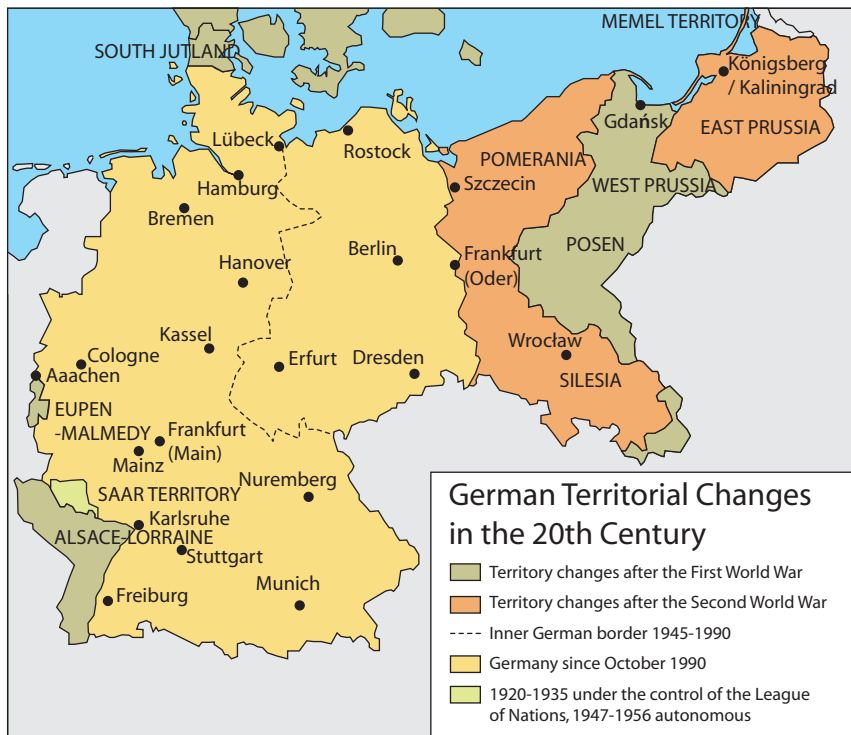 MEMEL TERRITORY
SOUTH JUTLAND
Königsberg
/ Kaliningrad
Gdańsk
EAST PRUSSIA
Lübeck
Rostock
POMERANIA
Hamburg
Szczecin
WEST PRUSSIA
Bremen
Berlin
Frankfurt
(Oder)
POSEN
Hanover
Kassel
Wrocław
Cologne
Erfurt
Dresden
Aaachen
SILESIA
EUPEN
-MALMEDY
Frankfurt
(Main)
Mainz
Nuremberg
SAAR TERRITORY
Karlsruhe
ALSACE-LORRAINE
Stuttgart
Freiburg
Munich
German Territorial Changes
in the 20th Century
Territory changes after the First World War
Territory changes after the Second World War
Inner German border 1945-1990
Germany since October 1990
1920-1935 under the control of the League
of Nations, 1947-1956 autonomous